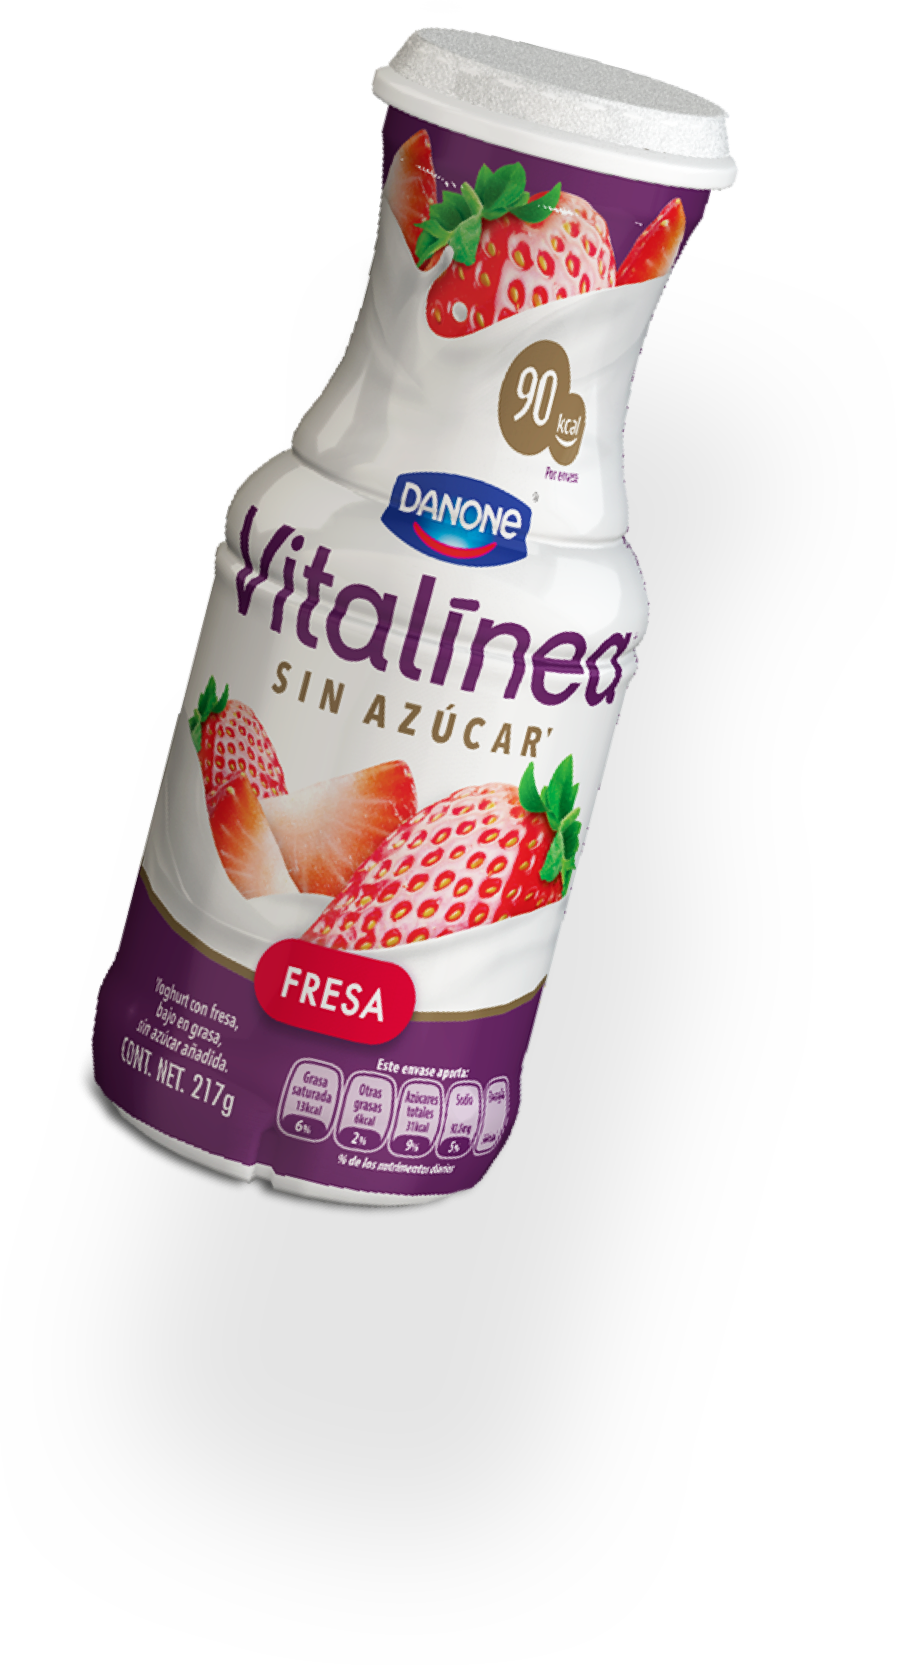 90
kcal
Por envase
DANONE
Vitalínea
SIN AZÚCAR
FRESA
Yoghurt con fresa,
bajo en grasa,
sin azúcar añadida.
CONT. NET. 217g
Este envase aporta:
Grasa saturada 13kcal 6%
Otras grasas 6kcal 2%
Azúcares totales 31kcal 9%
Sodio 5%
% de los nutrimentos diarios